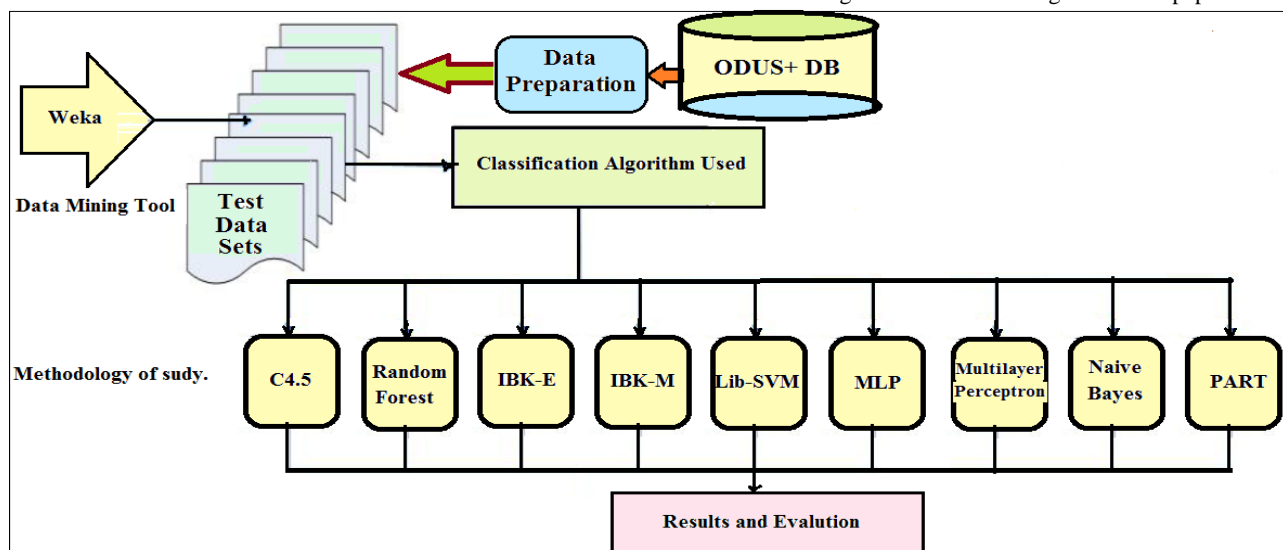 Data
Preparation
ODUS+ DB
Weka
Data Mining Tool
Test
Data
Sets
Classification Algorithm Used
Methodology of sudy.
C4.5
Random
Forest
IBK-E
IBK-M
Lib-SVM
MLP
Multilayer
Perceptron
Naive
Bayes
PART
Results and Evalution